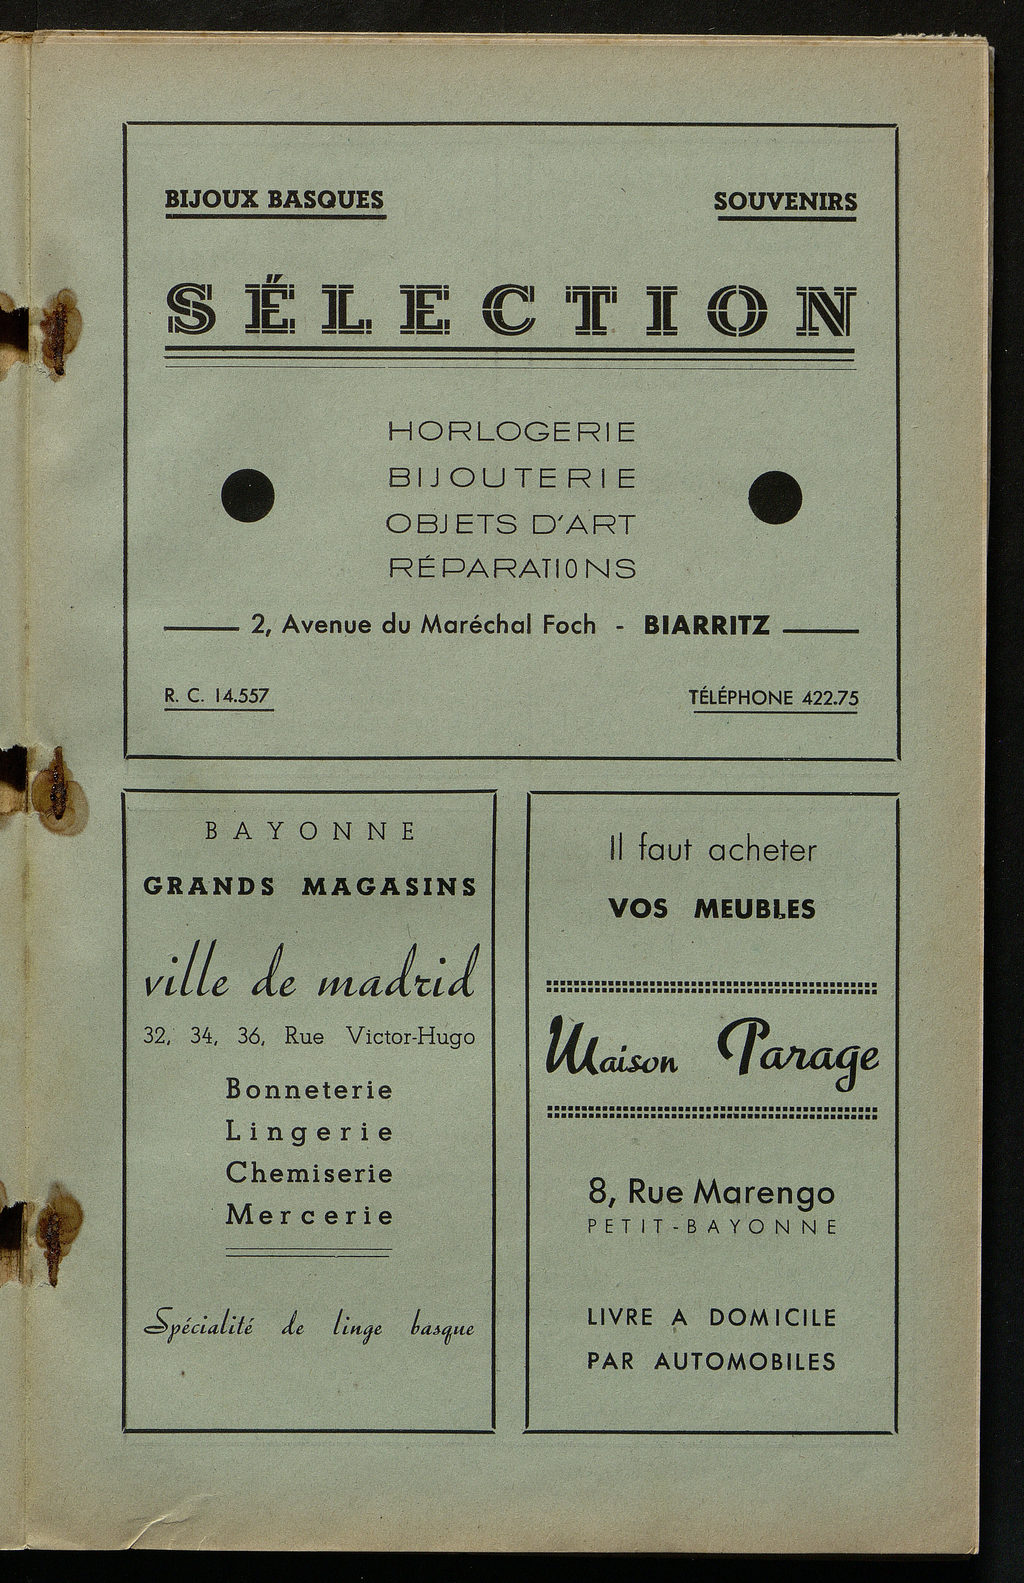 BIJOUX BASQUES
SOUVENIRS
SÉLECTION
HORLOGERIE
BIJOUTERIE
OBJETS D'ART
RÉPARATIONS
2, Avenue du Maréchal Foch - BIARRITZ
R. C. 14.557
TÉLÉPHONE 422.75
BAYONNE
GRANDS MAGASINS
ville de madrid
32, 34, 36, Rue Victor-Hugo
Bonneterie
Lingerie
Chemiserie
Mercerie
Spécialité de linge basque
Il faut acheter
VOS MEUBLES
Maison Parage
8, Rue Marengo
PETIT-BAYONNE
LIVRE A DOMICILE
PAR AUTOMOBILES